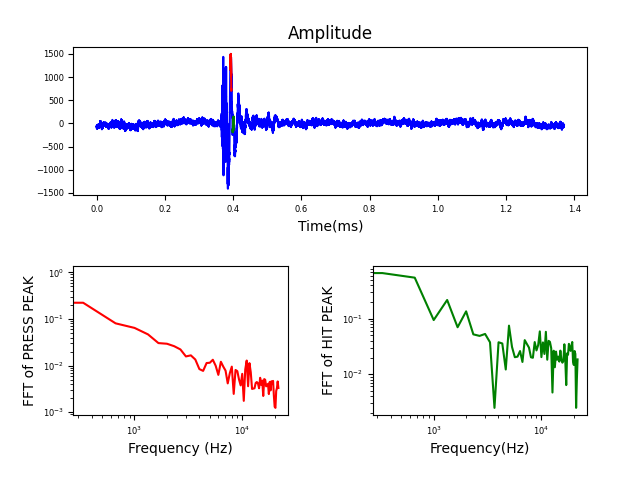 Amplitude
1500
1000
500
0
−500
−1000
−1500
0.0 0.2 0.4 0.6 0.8 1.0 1.2 1.4
Time(ms)
FFT of PRESS PEAK
10⁰
10⁻¹
10⁻²
10⁻³
10³ 10⁴
Frequency (Hz)
FFT of HIT PEAK
10⁻¹
10⁻²
10³ 10⁴
Frequency(Hz)